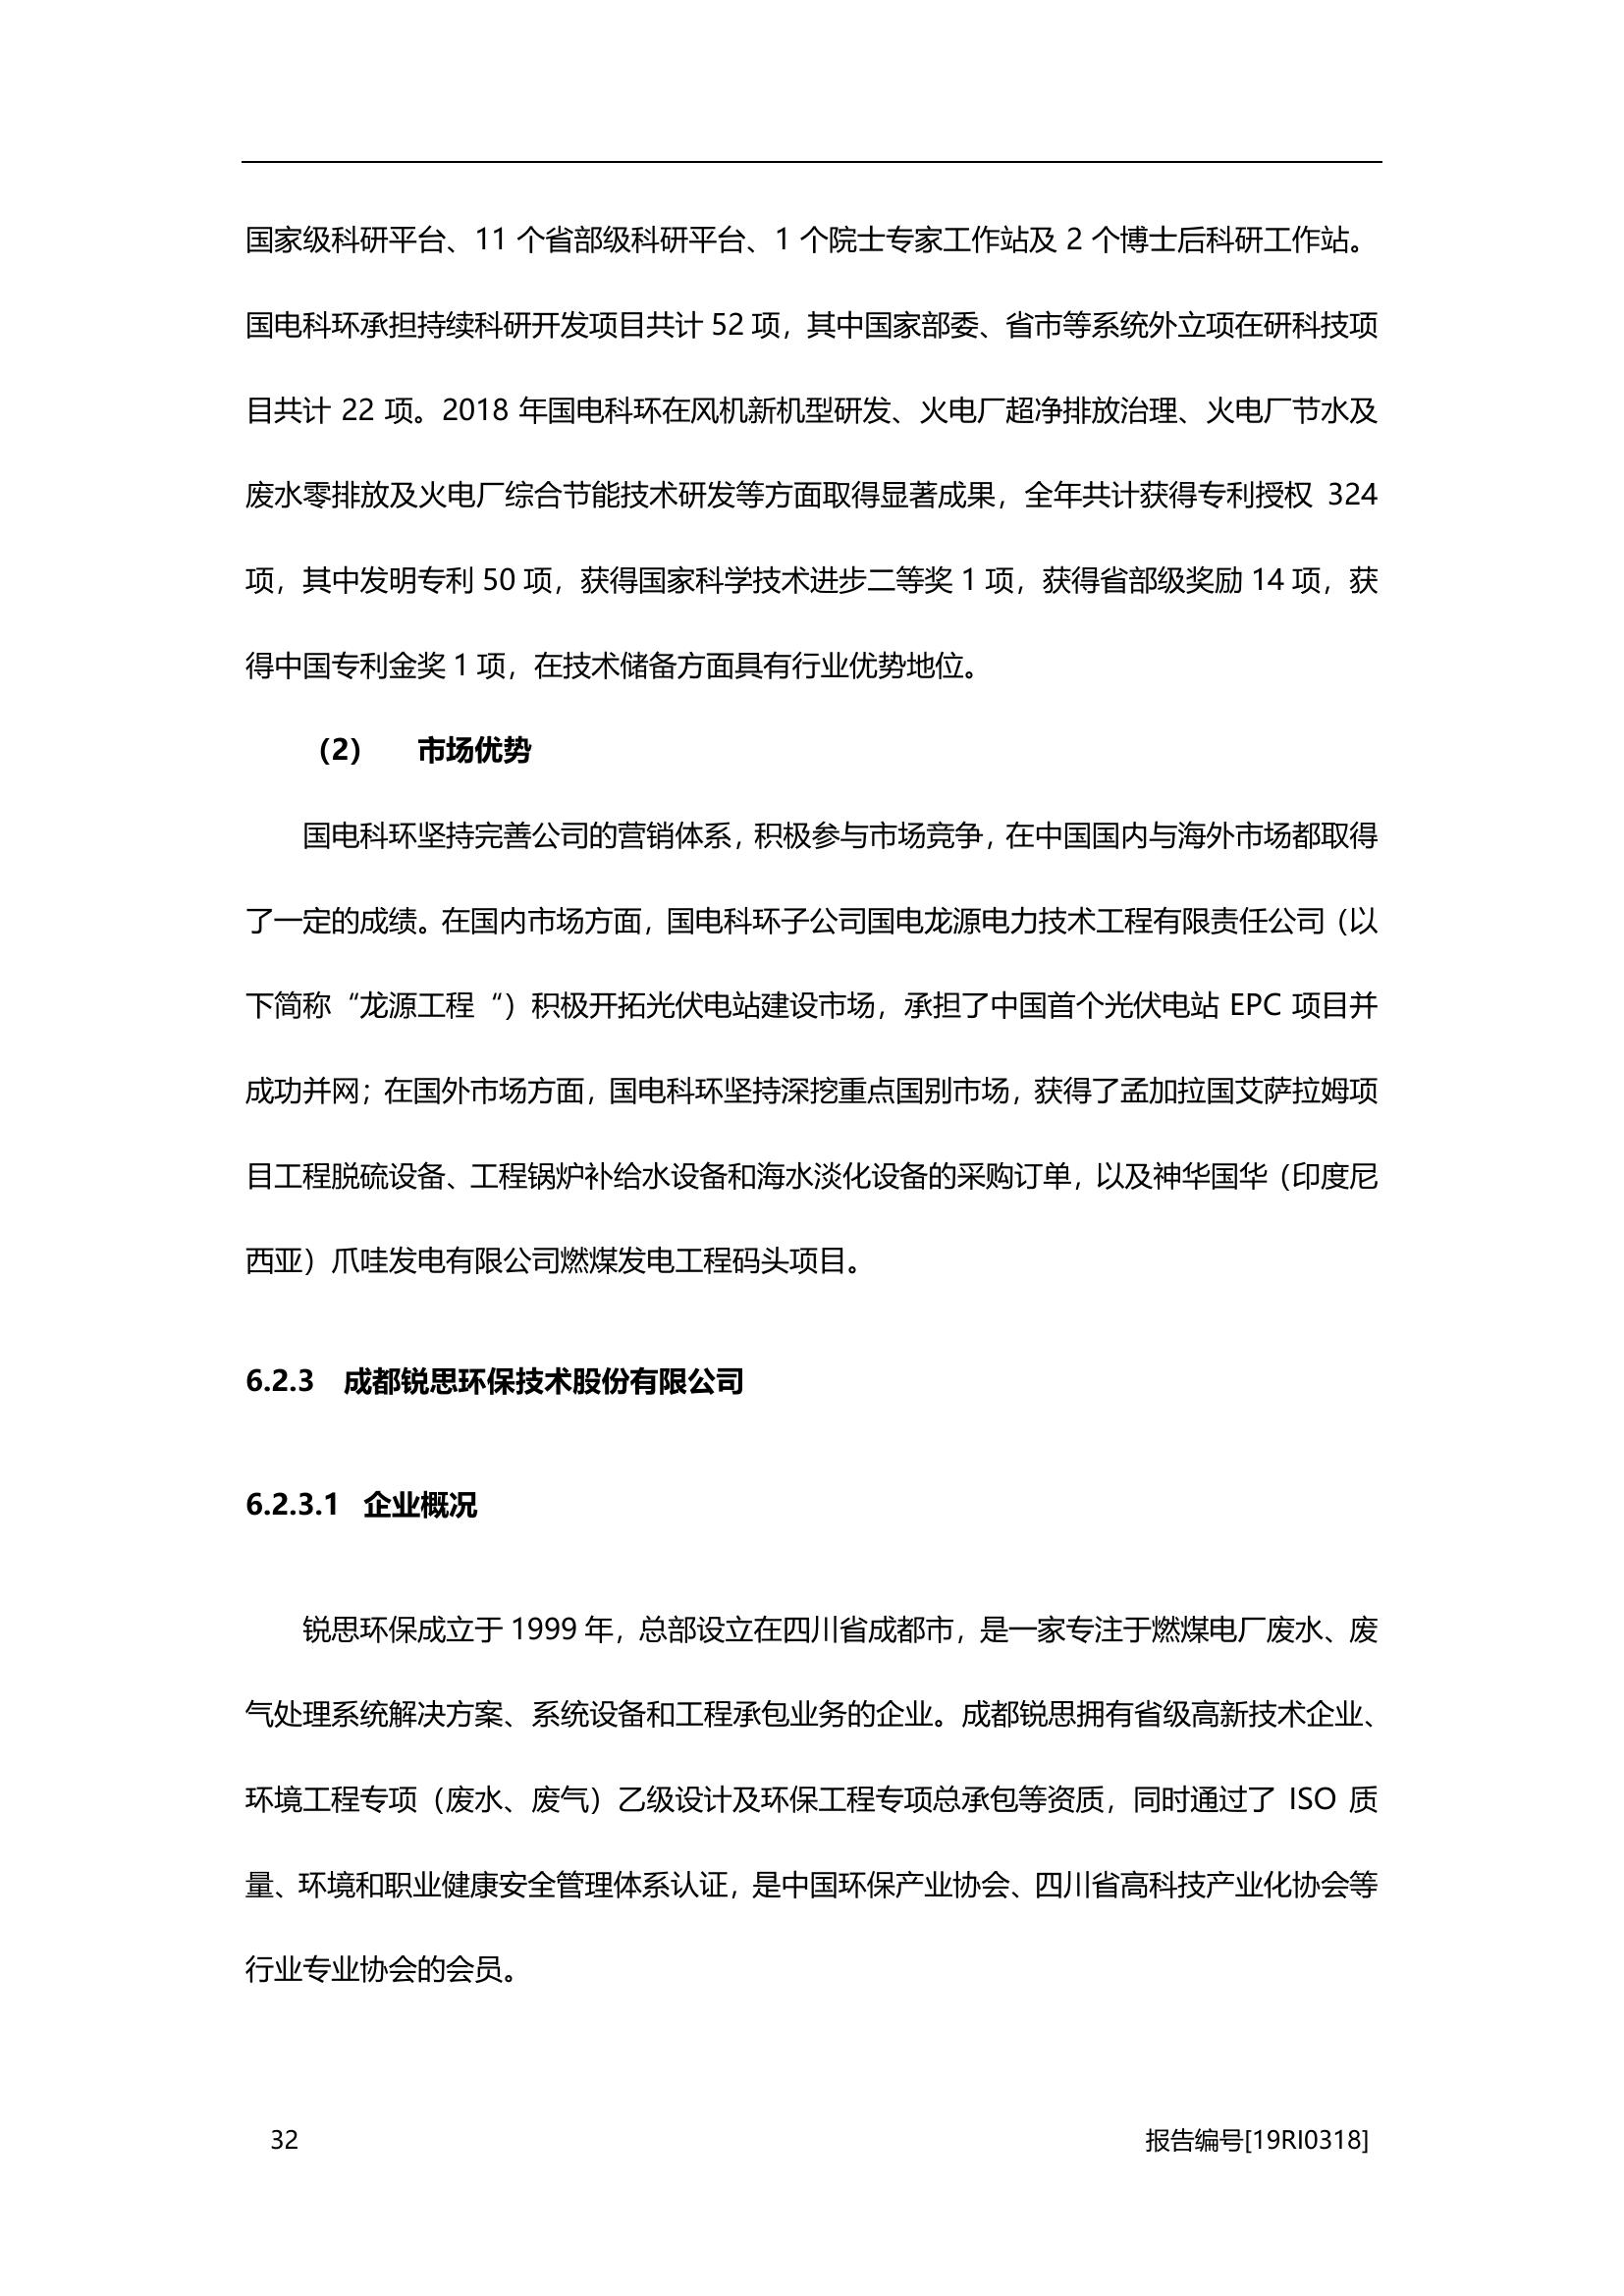 国家级科研平台、11 个省部级科研平台、1 个院士专家工作站及 2 个博士后科研工作站。
国电科环承担持续科研开发项目共计 52 项，其中国家部委、省市等系统外立项在研科技项
目共计 22 项。2018 年国电科环在风机新机型研发、火电厂超净排放治理、火电厂节水及
废水零排放及火电厂综合节能技术研发等方面取得显著成果，全年共计获得专利授权 324
项，其中发明专利 50 项，获得国家科学技术进步二等奖 1 项，获得省部级奖励 14 项，获
得中国专利金奖 1 项，在技术储备方面具有行业优势地位。
（2） 市场优势
国电科环坚持完善公司的营销体系，积极参与市场竞争，在中国国内与海外市场都取得
了一定的成绩。在国内市场方面，国电科环子公司国电龙源电力技术工程有限责任公司（以
下简称“龙源工程“）积极开拓光伏电站建设市场，承担了中国首个光伏电站 EPC 项目并
成功并网；在国外市场方面，国电科环坚持深挖重点国别市场，获得了孟加拉国艾萨拉姆项
目工程脱硫设备、工程锅炉补给水设备和海水淡化设备的采购订单，以及神华国华（印度尼
西亚）爪哇发电有限公司燃煤发电工程码头项目。
6.2.3 成都锐思环保技术股份有限公司
6.2.3.1 企业概况
锐思环保成立于 1999 年，总部设立在四川省成都市，是一家专注于燃煤电厂废水、废
气处理系统解决方案、系统设备和工程承包业务的企业。成都锐思拥有省级高新技术企业、
环境工程专项（废水、废气）乙级设计及环保工程专项总承包等资质，同时通过了 ISO 质
量、环境和职业健康安全管理体系认证，是中国环保产业协会、四川省高科技产业化协会等
行业专业协会的会员。
32 报告编号[19RI0318]